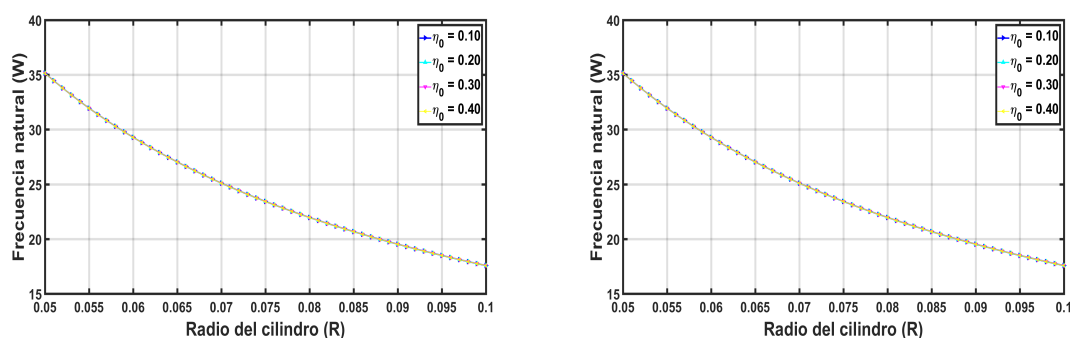 Frecuencia natural (W)
40
35
30
25
20
15
η0 = 0.10
η0 = 0.20
η0 = 0.30
η0 = 0.40
0.05 0.055 0.06 0.065 0.07 0.075 0.08 0.085 0.09 0.095 0.1
Radio del cilindro (R)
Frecuencia natural (W)
40
35
30
25
20
15
η0 = 0.10
η0 = 0.20
η0 = 0.30
η0 = 0.40
0.05 0.055 0.06 0.065 0.07 0.075 0.08 0.085 0.09 0.095 0.1
Radio del cilindro (R)